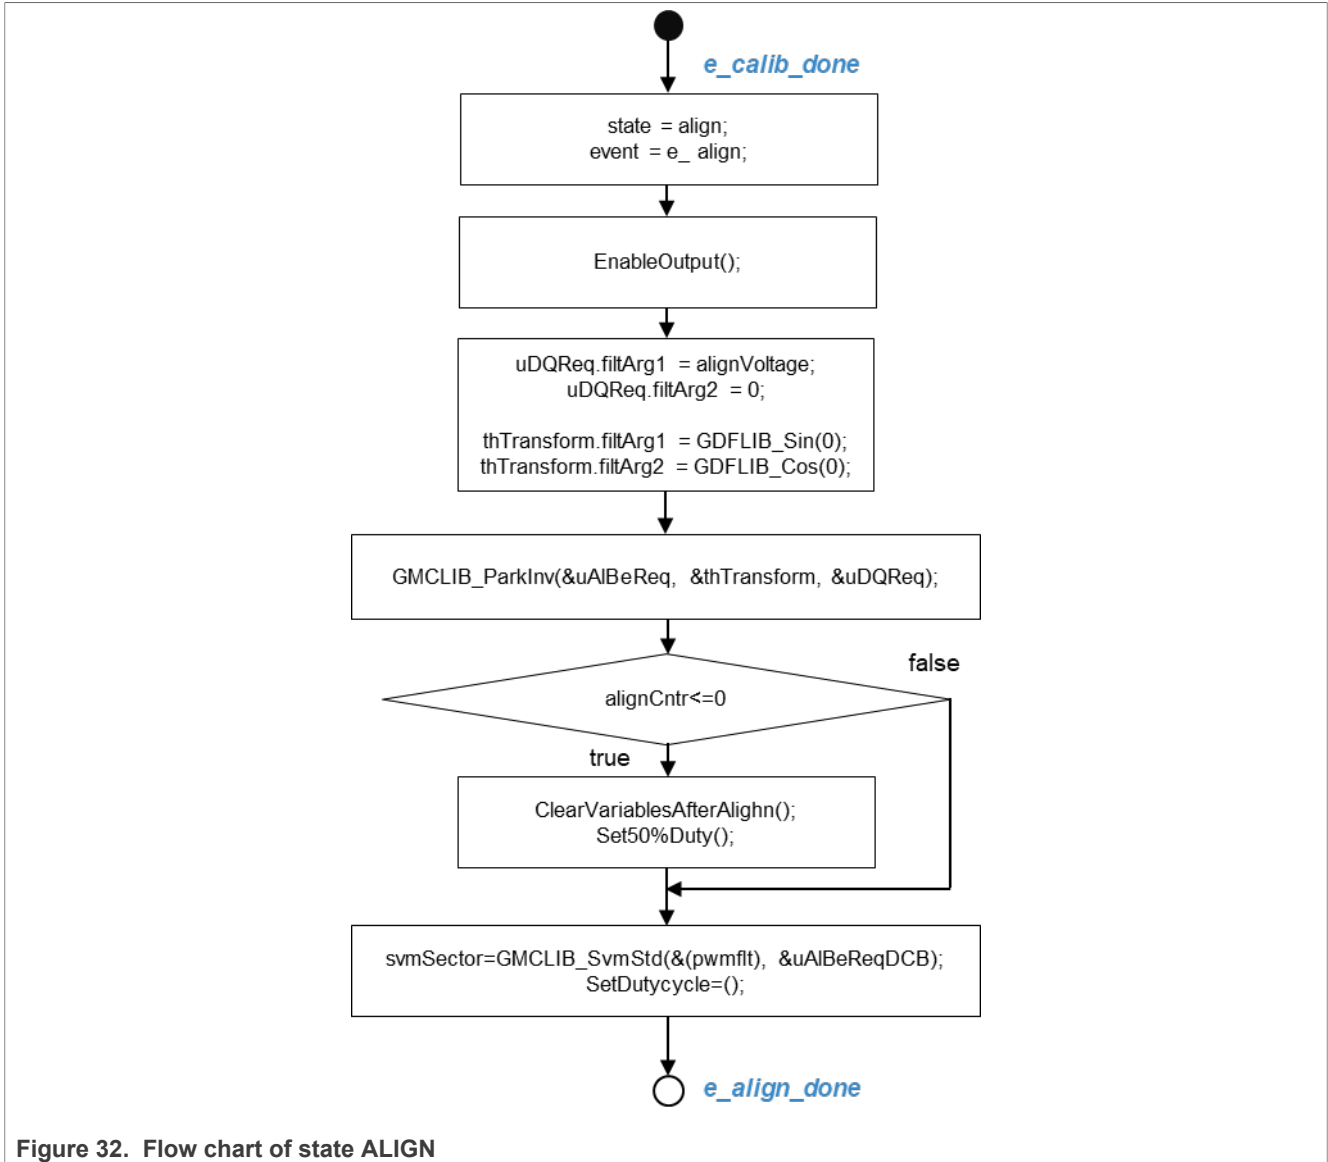 e_calib_done
state = align;
event = e_ align;
EnableOutput();
uDQReq.filtArg1 = alignVoltage;
uDQReq.filtArg2 = 0;
thTransform.filtArg1 = GDFLIB_Sin(0);
thTransform.filtArg2 = GDFLIB_Cos(0);
GMCLIB_ParkInv(&uAlBeReq, &thTransform, &uDQReq);
false
alignCntr<=0
true
ClearVariablesAfterAlighn();
Set50%Duty();
svmSector=GMCLIB_SvmStd(&(pwmflt), &uAlBeReqDCB);
SetDutycycle=();
e_align_done
Figure 32. Flow chart of state ALIGN